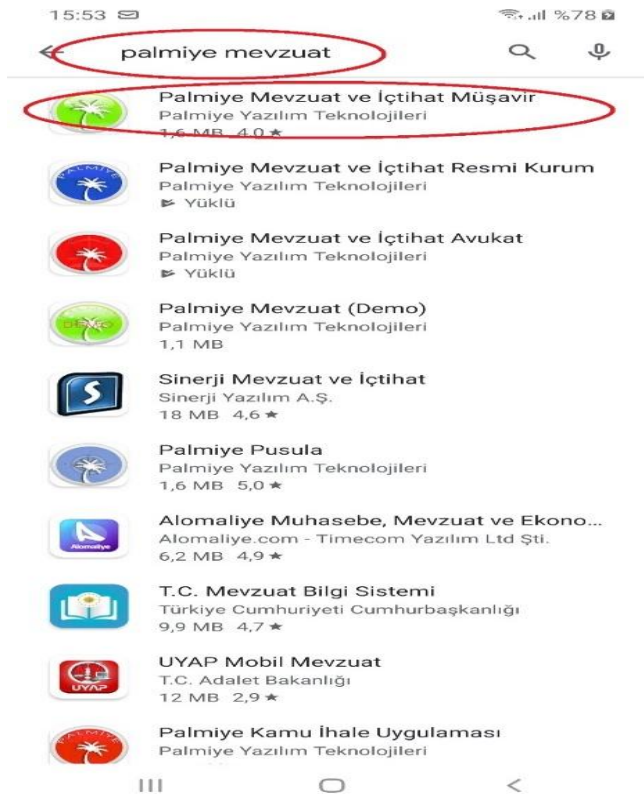 15:53 %78
palmiye mevzuat
Palmiye Mevzuat ve İçtihat Müşavir
Palmiye Yazılım Teknolojileri
1,6 MB 4,0 ★
PALMİYE
Palmiye Mevzuat ve İçtihat Resmi Kurum
Palmiye Yazılım Teknolojileri
Yüklü
Palmiye Mevzuat ve İçtihat Avukat
Palmiye Yazılım Teknolojileri
Yüklü
DEMO
Palmiye Mevzuat (Demo)
Palmiye Yazılım Teknolojileri
1,1 MB
S
Sinerji Mevzuat ve İçtihat
Sinerji Yazılım A.Ş.
18 MB 4,6 ★
Palmiye Pusula
Palmiye Yazılım Teknolojileri
1,6 MB 5,0 ★
Alomaliye
Alomaliye Muhasebe, Mevzuat ve Ekono...
Alomaliye.com - Timecom Yazılım Ltd Şti.
6,2 MB 4,9 ★
T.C. Mevzuat Bilgi Sistemi
Türkiye Cumhuriyeti Cumhurbaşkanlığı
9,9 MB 4,7 ★
UYAP
UYAP Mobil Mevzuat
T.C. Adalet Bakanlığı
12 MB 2,9 ★
Palmiye Kamu İhale Uygulaması
Palmiye Yazılım Teknolojileri